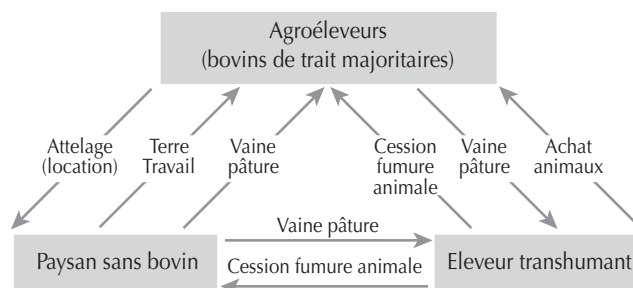 Agroéleveurs
(bovins de trait majoritaires)
Attelage
(location)
Terre
Travail
Vaine
pâture
Cession
fumure
animale
Vaine
pâture
Achat
animaux
Vaine pâture
Paysan sans bovin
Cession fumure animale
Eleveur transhumant